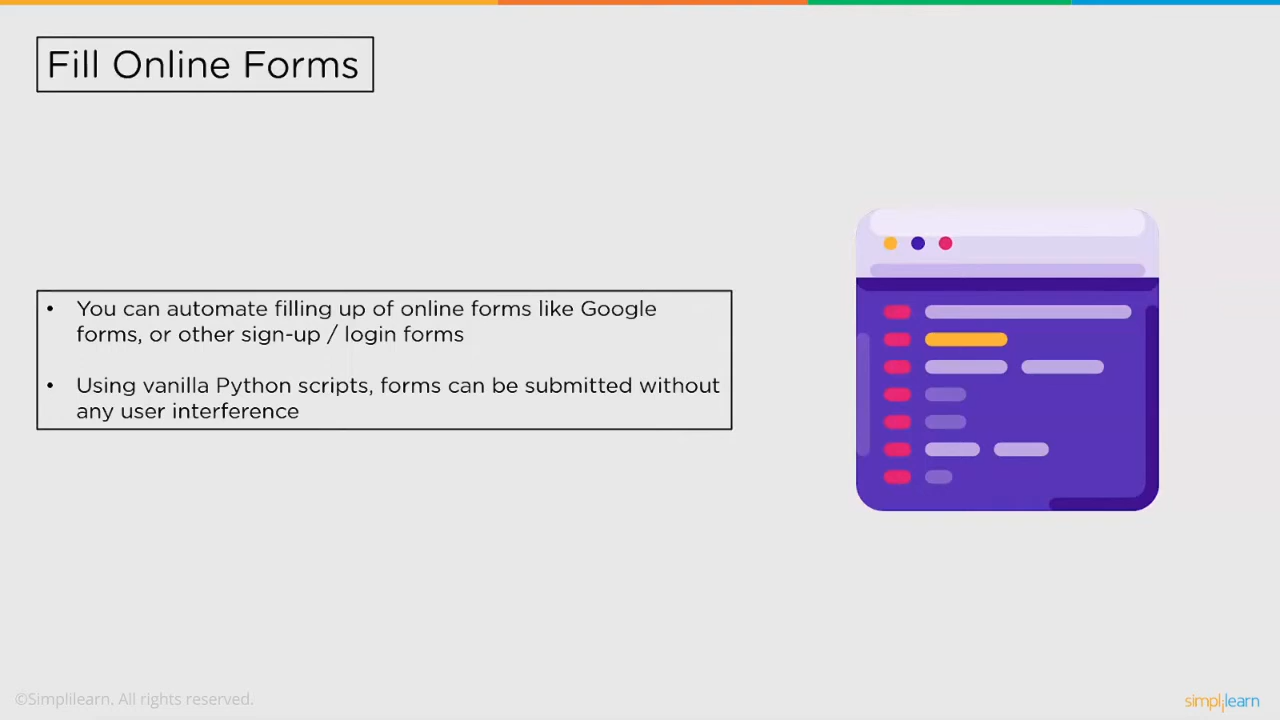 Fill Online Forms
• You can automate filling up of online forms like Google
forms, or other sign-up / login forms
• Using vanilla Python scripts, forms can be submitted without
any user interference
©Simplilearn. All rights reserved.
simplilearn